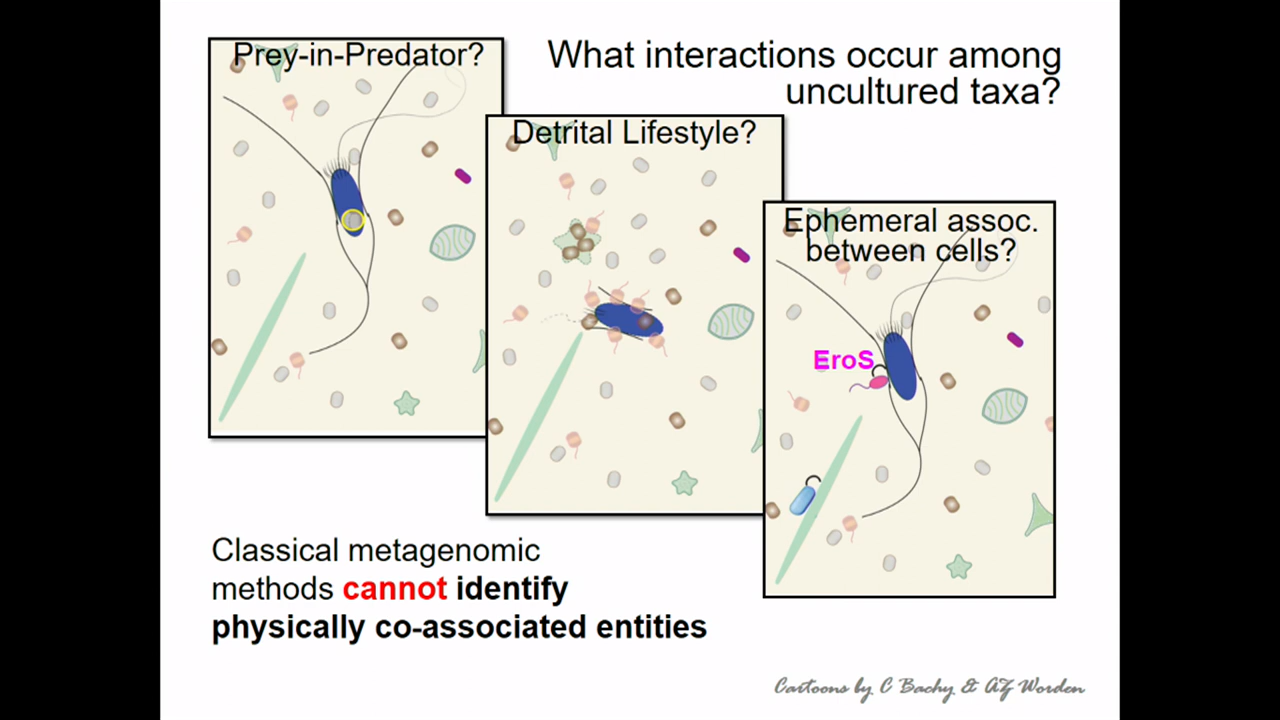 Prey-in-Predator?
What interactions occur among
uncultured taxa?
Detrital Lifestyle?
Ephemeral assoc.
between cells?
EroS
Classical metagenomic
methods cannot identify
physically co-associated entities
Cartoons by C Bachy & AZ Worden